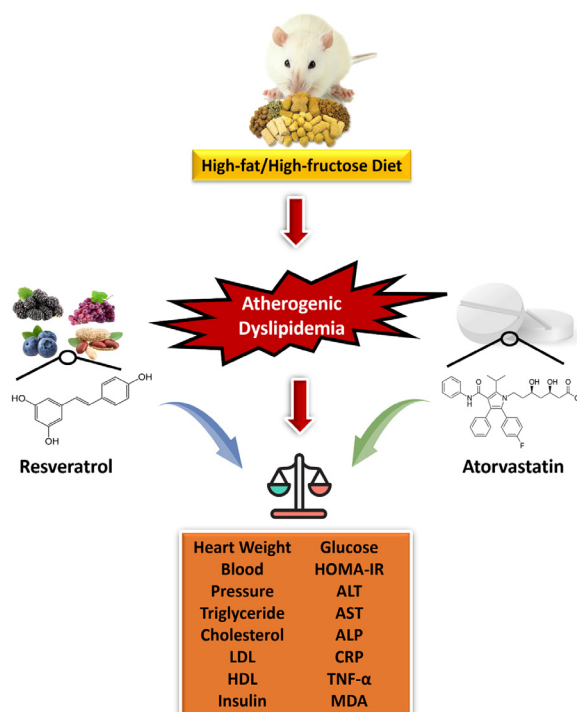 High-fat/High-fructose Diet
Atherogenic
Dyslipidemia
OH
HO
OH
Resveratrol
O
N
H
N
OH
OH
O
F
Atorvastatin
Heart Weight
Blood
Pressure
Triglyceride
Cholesterol
LDL
HDL
Insulin
Glucose
HOMA-IR
ALT
AST
ALP
CRP
TNF-α
MDA